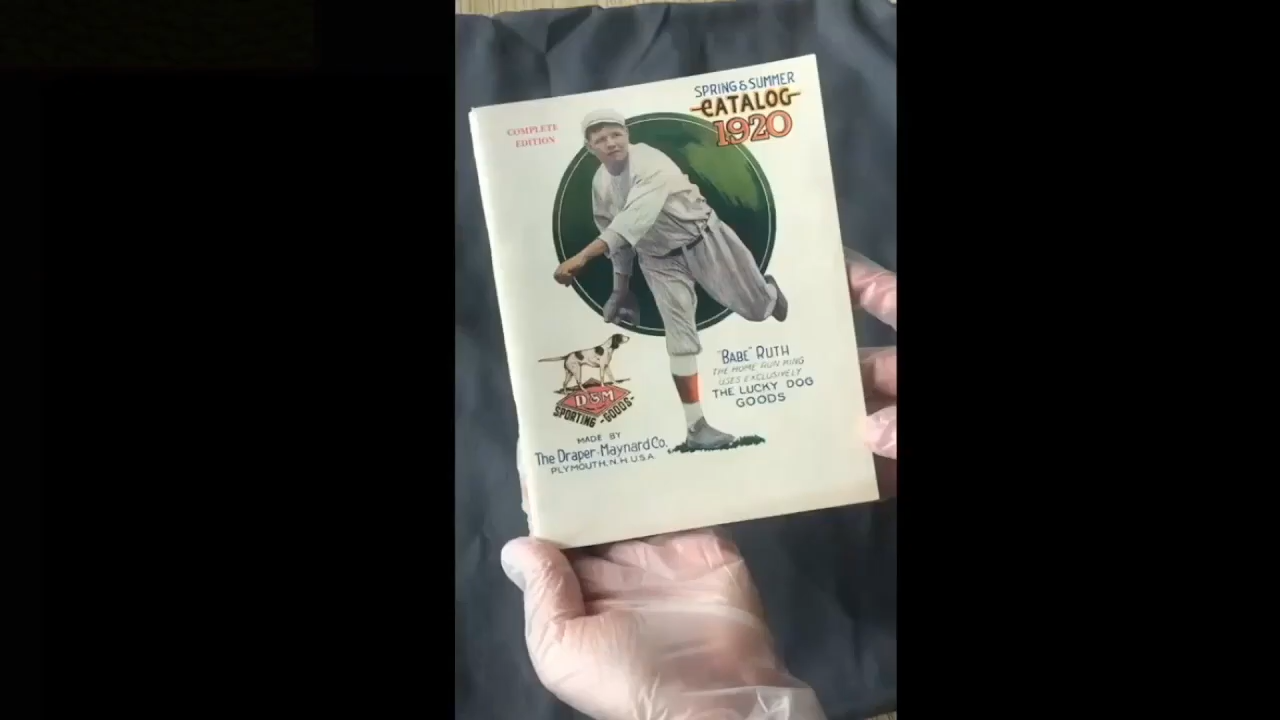 SPRING & SUMMER
CATALOG
1920
COMPLETE
EDITION
"BABE" RUTH
THE HOME RUN KING
USES EXCLUSIVELY
THE LUCKY DOG
GOODS
D&M
SPORTING GOODS
MADE BY
The Draper-Maynard Co.
PLYMOUTH, N.H. U.S.A.